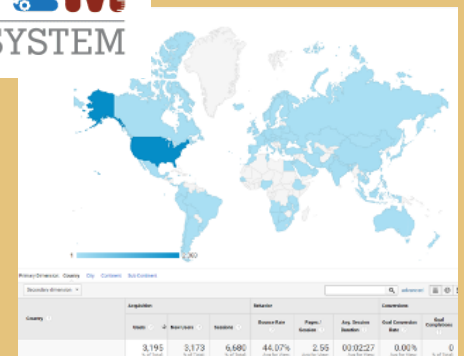 SYSTEM
1
Primary Dimension: Country City Continent Sub Continent
Secondary dimension
advanced
Acquisition Behavior Conversions
Country
Users New Users Sessions Bounce Rate Pages / Session Avg. Session Duration Goal Conversion Rate Goal Completions
3,195 3,173 6,680 44.07% 2.55 00:02:27 0.00% 0